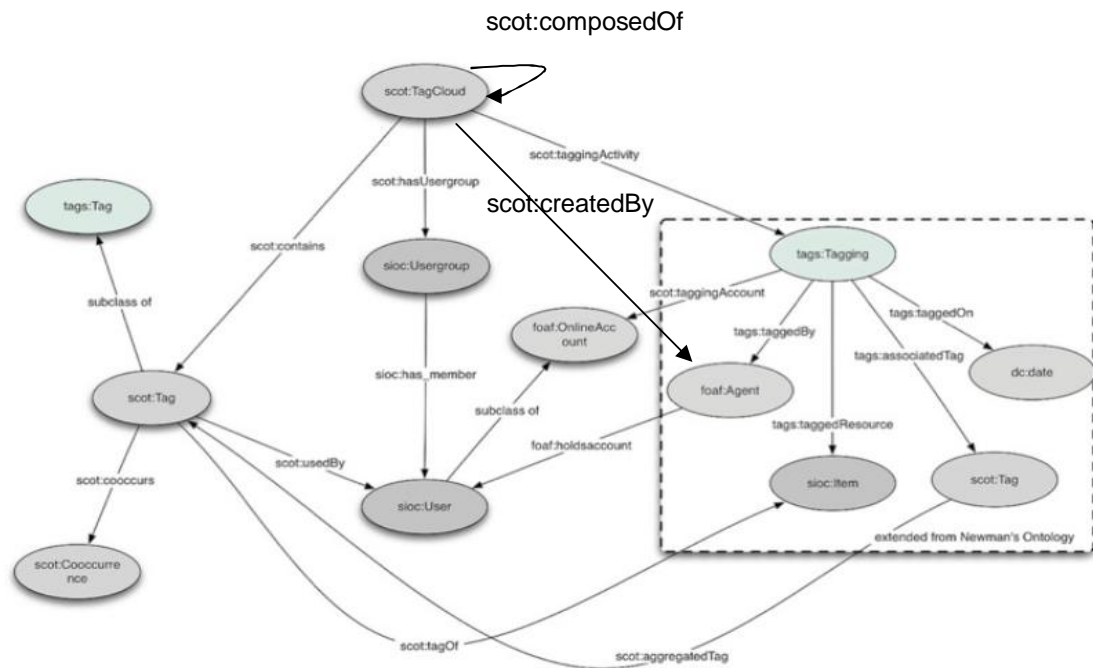 scot:composedOf
scot:TagCloud
scot:taggingActivity
scot:hasUsergroup
scot:createdBy
tags:Tag
scot:contains
tags:Tagging
sioc:Usergroup
scot:taggingAccount
subclass of
tags:taggedOn
foaf:OnlineAcc
ount
tags:taggedBy
tags:associatedTag
dc:date
sioc:has_member
foaf:Agent
scot:Tag
subclass of
tags:taggedResource
foaf:holdsaccount
scot:usedBy
scot:cooccurs
sioc:Item
scot:Tag
sioc:User
extended from Newman's Ontology
scot:Cooccurre
nce
scot:tagOf
scot:aggregatedTag